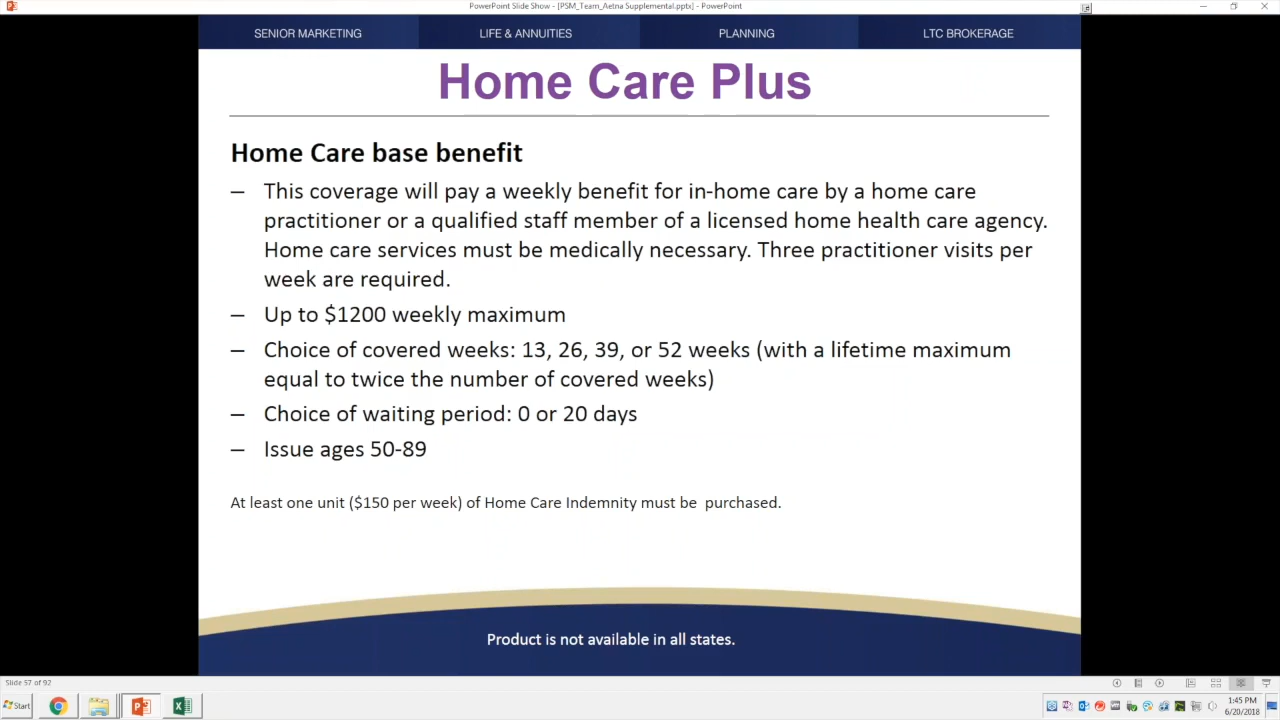 PowerPoint Slide Show - [PSM_Team_Aetna Supplemental.pptx] - PowerPoint
SENIOR MARKETING
LIFE & ANNUITIES
PLANNING
LTC BROKERAGE
Home Care Plus
Home Care base benefit
– This coverage will pay a weekly benefit for in-home care by a home care
practitioner or a qualified staff member of a licensed home health care agency.
Home care services must be medically necessary. Three practitioner visits per
week are required.
– Up to $1200 weekly maximum
– Choice of covered weeks: 13, 26, 39, or 52 weeks (with a lifetime maximum
equal to twice the number of covered weeks)
– Choice of waiting period: 0 or 20 days
– Issue ages 50-89
At least one unit ($150 per week) of Home Care Indemnity must be purchased.
Product is not available in all states.
Slide 57 of 92
Start
1:45 PM
6/20/2018